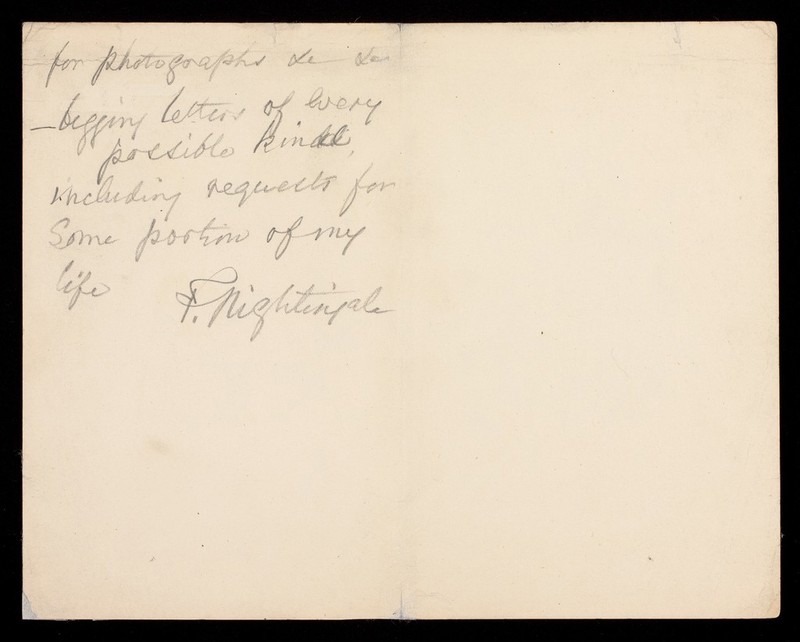 for photographs &c &c
– begging letters of every
possible kind,
including requests for
Some portion of my
life
F. Nightingale